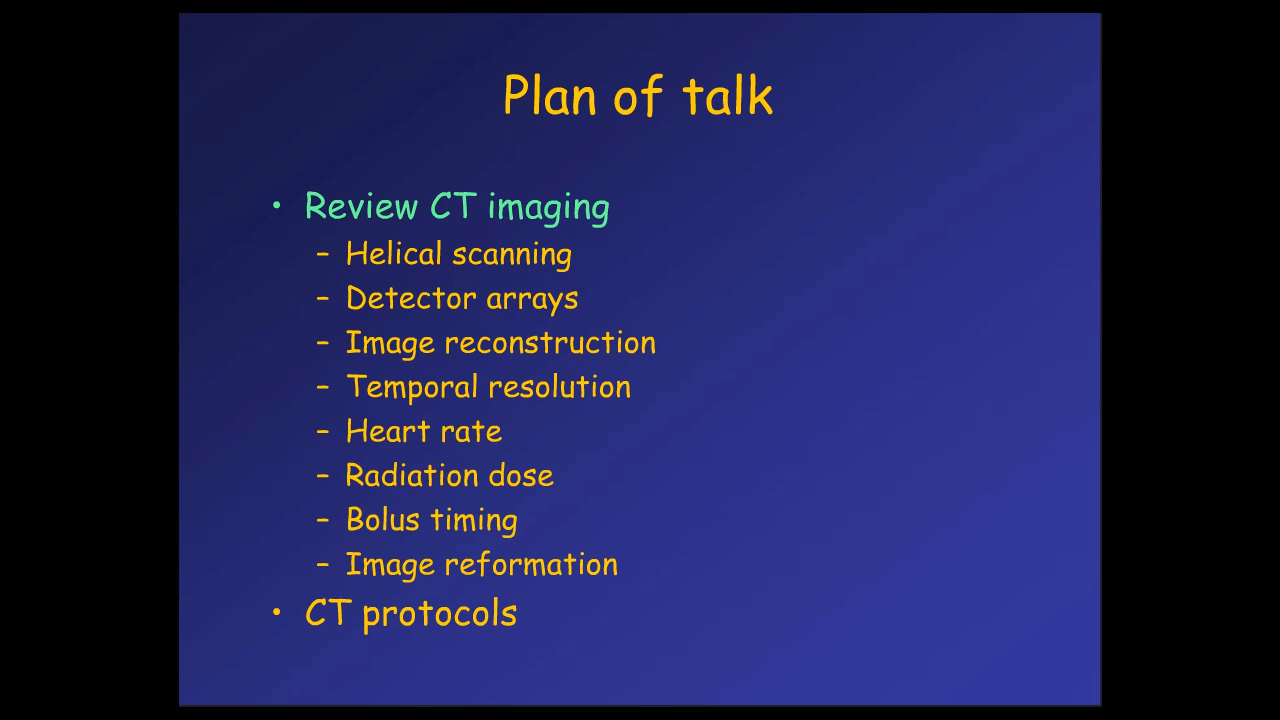 Plan of talk
• Review CT imaging
– Helical scanning
– Detector arrays
– Image reconstruction
– Temporal resolution
– Heart rate
– Radiation dose
– Bolus timing
– Image reformation
• CT protocols